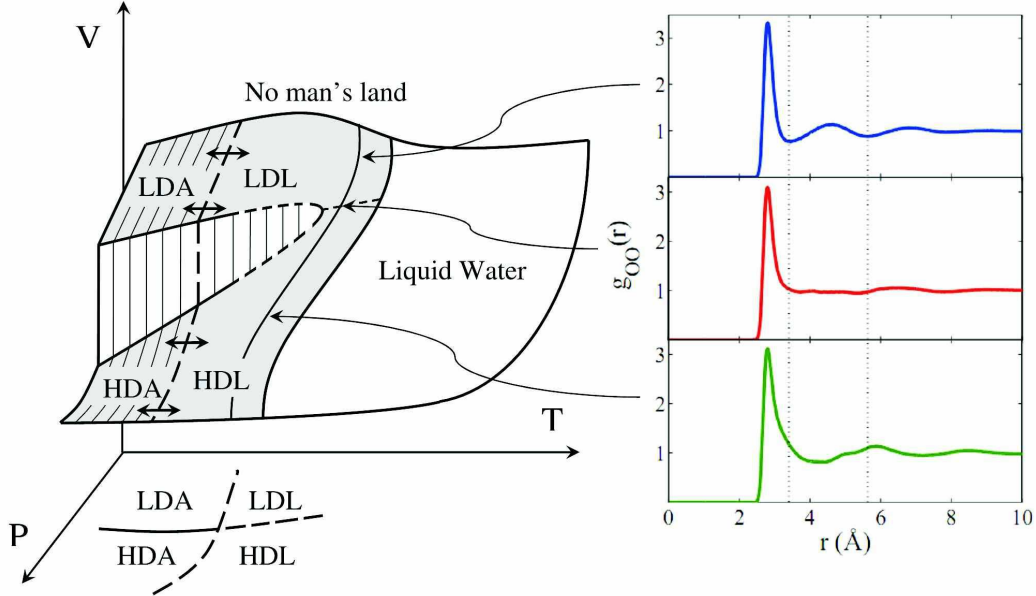 V
No man's land
LDA
LDL
Liquid Water
HDA
HDL
T
P
LDA
LDL
HDA
HDL
3
2
1
3
2
1
3
2
1
g_OO(r)
0
2
4
6
8
10
r (Å)